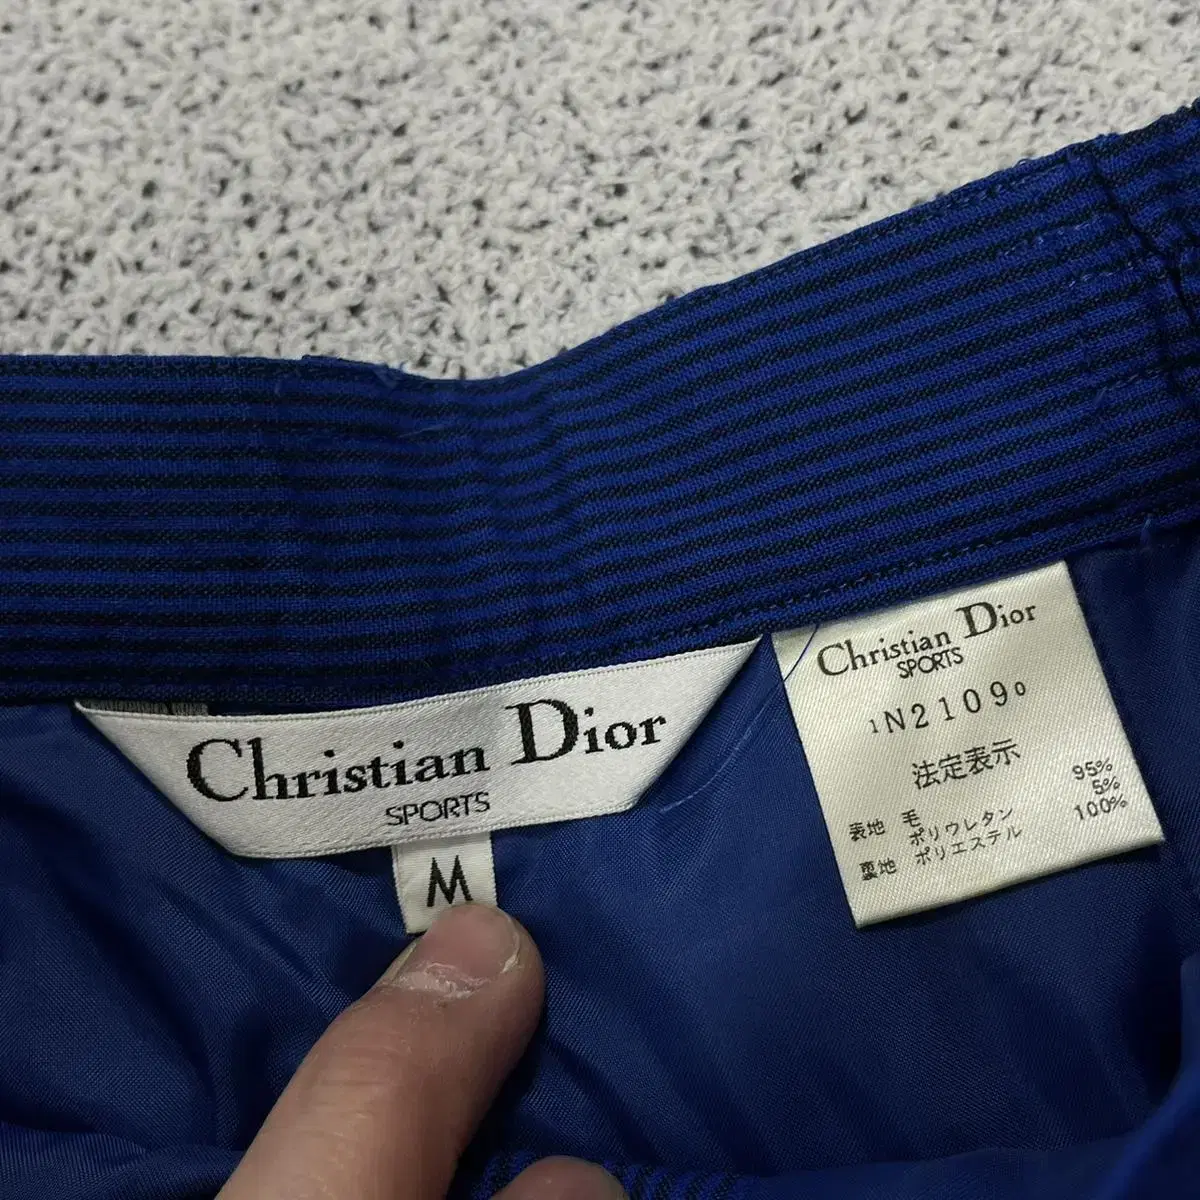 Christian Dior
SPORTS
M
Christian Dior
SPORTS
1N21090
法定表示
表地 毛 95%
ポリウレタン 5%
裏地 ポリエステル 100%